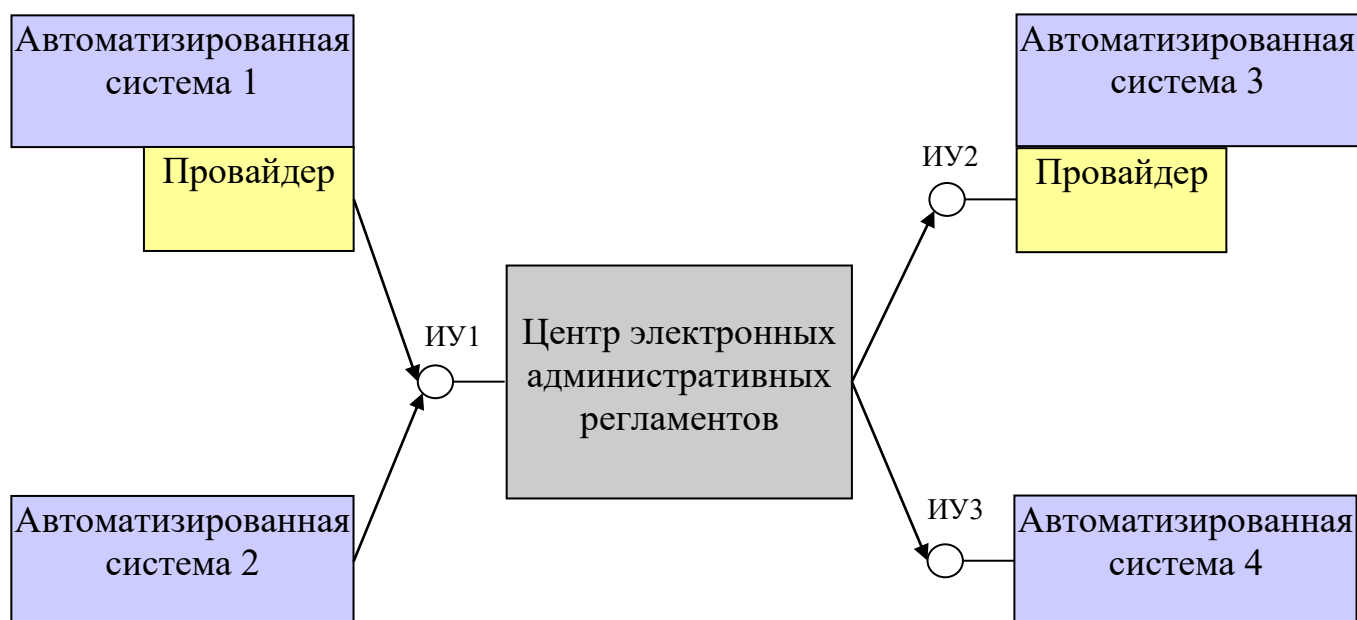 Автоматизированная
система 1
Провайдер
Автоматизированная
система 3
ИУ2
Провайдер
ИУ1
Центр электронных
административных
регламентов
Автоматизированная
система 2
ИУ3
Автоматизированная
система 4